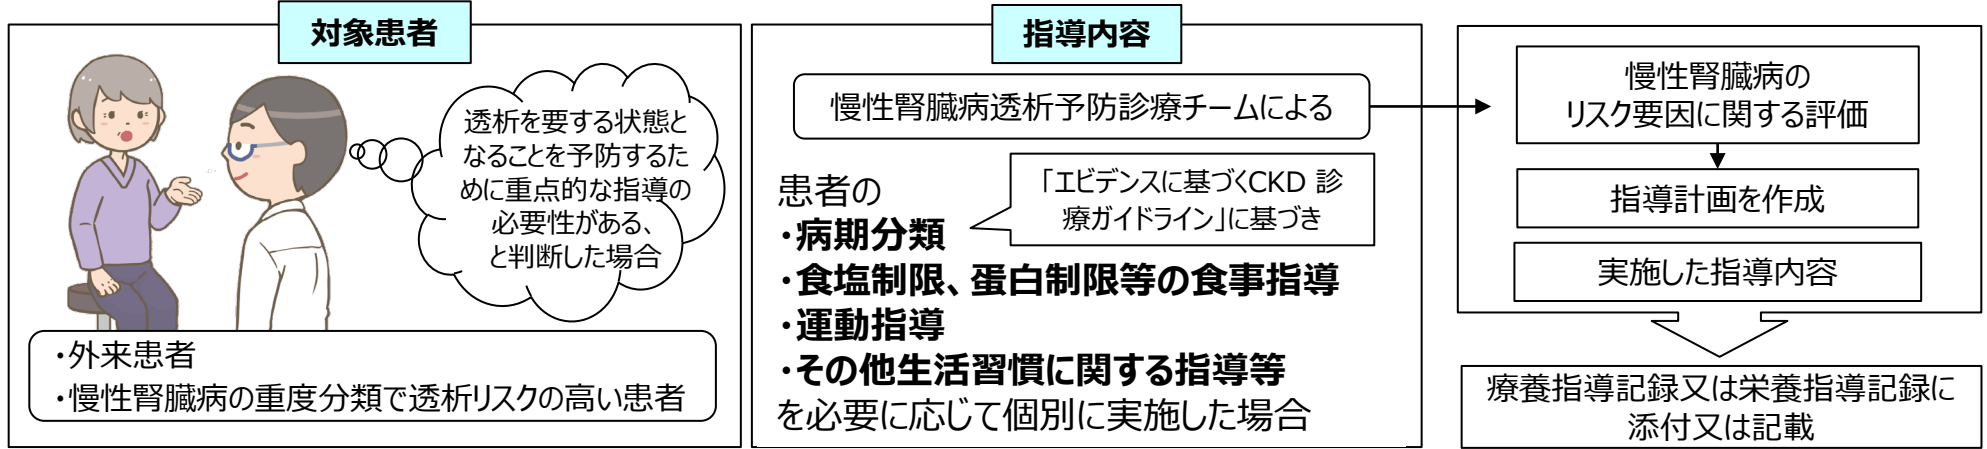 対象患者
透析を要する状態と
なることを予防するた
めに重点的な指導の
必要性がある、
と判断した場合
・外来患者
・慢性腎臓病の重度分類で透析リスクの高い患者
指導内容
慢性腎臓病透析予防診療チームによる
「エビデンスに基づくCKD 診
療ガイドライン」に基づき
患者の
・病期分類
・食塩制限、蛋白制限等の食事指導
・運動指導
・その他生活習慣に関する指導等
を必要に応じて個別に実施した場合
慢性腎臓病の
リスク要因に関する評価
指導計画を作成
実施した指導内容
療養指導記録又は栄養指導記録に
添付又は記載